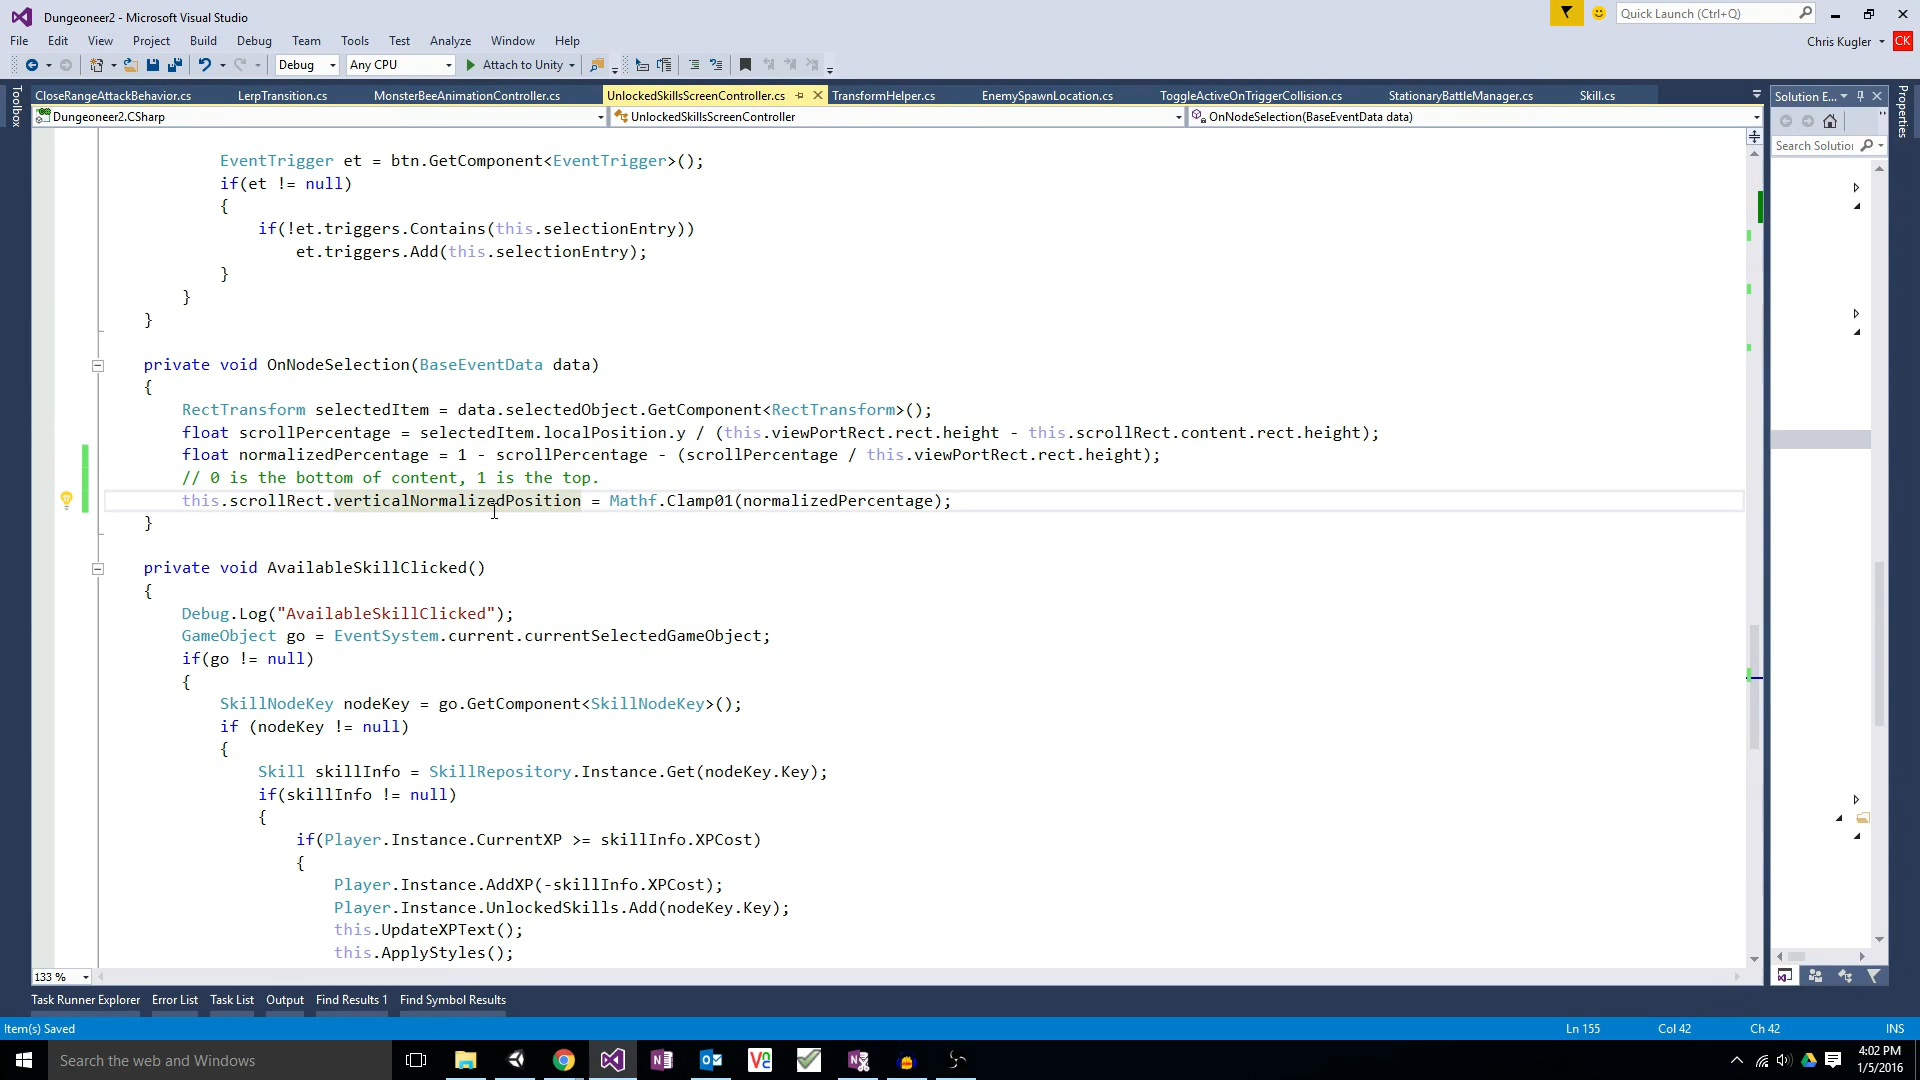 Dungeoneer2 - Microsoft Visual Studio
Quick Launch (Ctrl+Q)
File Edit View Project Build Debug Team Tools Test Analyze Window Help
Chris Kugler CK
Debug Any CPU Attach to Unity
Toolbox
CloseRangeAttackBehavior.cs LerpTransition.cs MonsterBeeAnimationController.cs UnlockedSkillsScreenController.cs TransformHelper.cs EnemySpawnLocation.cs ToggleActiveOnTriggerCollision.cs StationaryBattleManager.cs Skill.cs
Solution E...
Properties
Dungeoneer2.CSharp UnlockedSkillsScreenController OnNodeSelection(BaseEventData data)
Search Solutio
EventTrigger et = btn.GetComponent<EventTrigger>();
if(et != null)
{
if(!et.triggers.Contains(this.selectionEntry))
et.triggers.Add(this.selectionEntry);
}
}
}
private void OnNodeSelection(BaseEventData data)
{
RectTransform selectedItem = data.selectedObject.GetComponent<RectTransform>();
float scrollPercentage = selectedItem.localPosition.y / (this.viewPortRect.rect.height - this.scrollRect.content.rect.height);
float normalizedPercentage = 1 - scrollPercentage - (scrollPercentage / this.viewPortRect.rect.height);
// 0 is the bottom of content, 1 is the top.
this.scrollRect.verticalNormalizedPosition = Mathf.Clamp01(normalizedPercentage);
}
private void AvailableSkillClicked()
{
Debug.Log("AvailableSkillClicked");
GameObject go = EventSystem.current.currentSelectedGameObject;
if(go != null)
{
SkillNodeKey nodeKey = go.GetComponent<SkillNodeKey>();
if (nodeKey != null)
{
Skill skillInfo = SkillRepository.Instance.Get(nodeKey.Key);
if(skillInfo != null)
{
if(Player.Instance.CurrentXP >= skillInfo.XPCost)
{
Player.Instance.AddXP(-skillInfo.XPCost);
Player.Instance.UnlockedSkills.Add(nodeKey.Key);
this.UpdateXPText();
this.ApplyStyles();
133 %
Task Runner Explorer Error List Task List Output Find Results 1 Find Symbol Results
Item(s) Saved Ln 155 Col 42 Ch 42 INS
Search the web and Windows
4:02 PM
1/5/2016